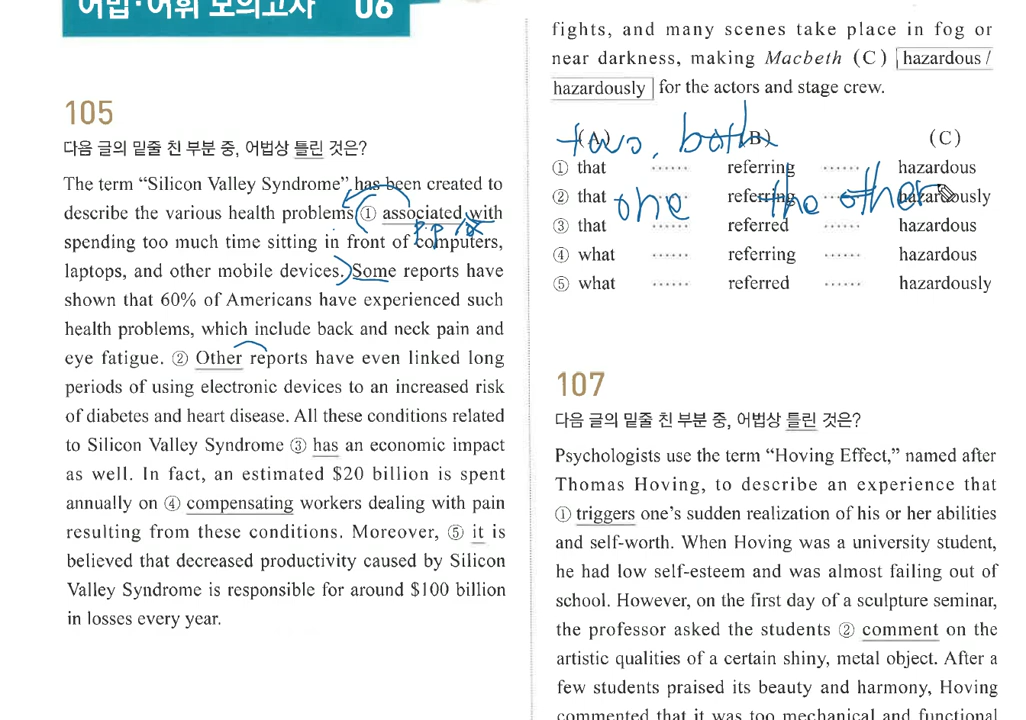 어법·어휘 모의고사 06
105
다음 글의 밑줄 친 부분 중, 어법상 틀린 것은?
The term “Silicon Valley Syndrome” has been created to
describe the various health problems ① associated with
p.p
spending too much time sitting in front of computers,
laptops, and other mobile devices. Some reports have
shown that 60% of Americans have experienced such
health problems, which include back and neck pain and
eye fatigue. ② Other reports have even linked long
periods of using electronic devices to an increased risk
of diabetes and heart disease. All these conditions related
to Silicon Valley Syndrome ③ has an economic impact
as well. In fact, an estimated $20 billion is spent
annually on ④ compensating workers dealing with pain
resulting from these conditions. Moreover, ⑤ it is
believed that decreased productivity caused by Silicon
Valley Syndrome is responsible for around $100 billion
in losses every year.
fights, and many scenes take place in fog or
near darkness, making Macbeth (C) hazardous /
hazardously for the actors and stage crew.
(A) (B) (C)
two, both
① that ······ referring ······ hazardous
② that ······ referring ······ hazardously
one the other
③ that ······ referred ······ hazardous
④ what ······ referring ······ hazardous
⑤ what ······ referred ······ hazardously
107
다음 글의 밑줄 친 부분 중, 어법상 틀린 것은?
Psychologists use the term “Hoving Effect,” named after
Thomas Hoving, to describe an experience that
① triggers one’s sudden realization of his or her abilities
and self-worth. When Hoving was a university student,
he had low self-esteem and was almost failing out of
school. However, on the first day of a sculpture seminar,
the professor asked the students ② comment on the
artistic qualities of a certain shiny, metal object. After a
few students praised its beauty and harmony, Hoving
commented that it was too mechanical and functional